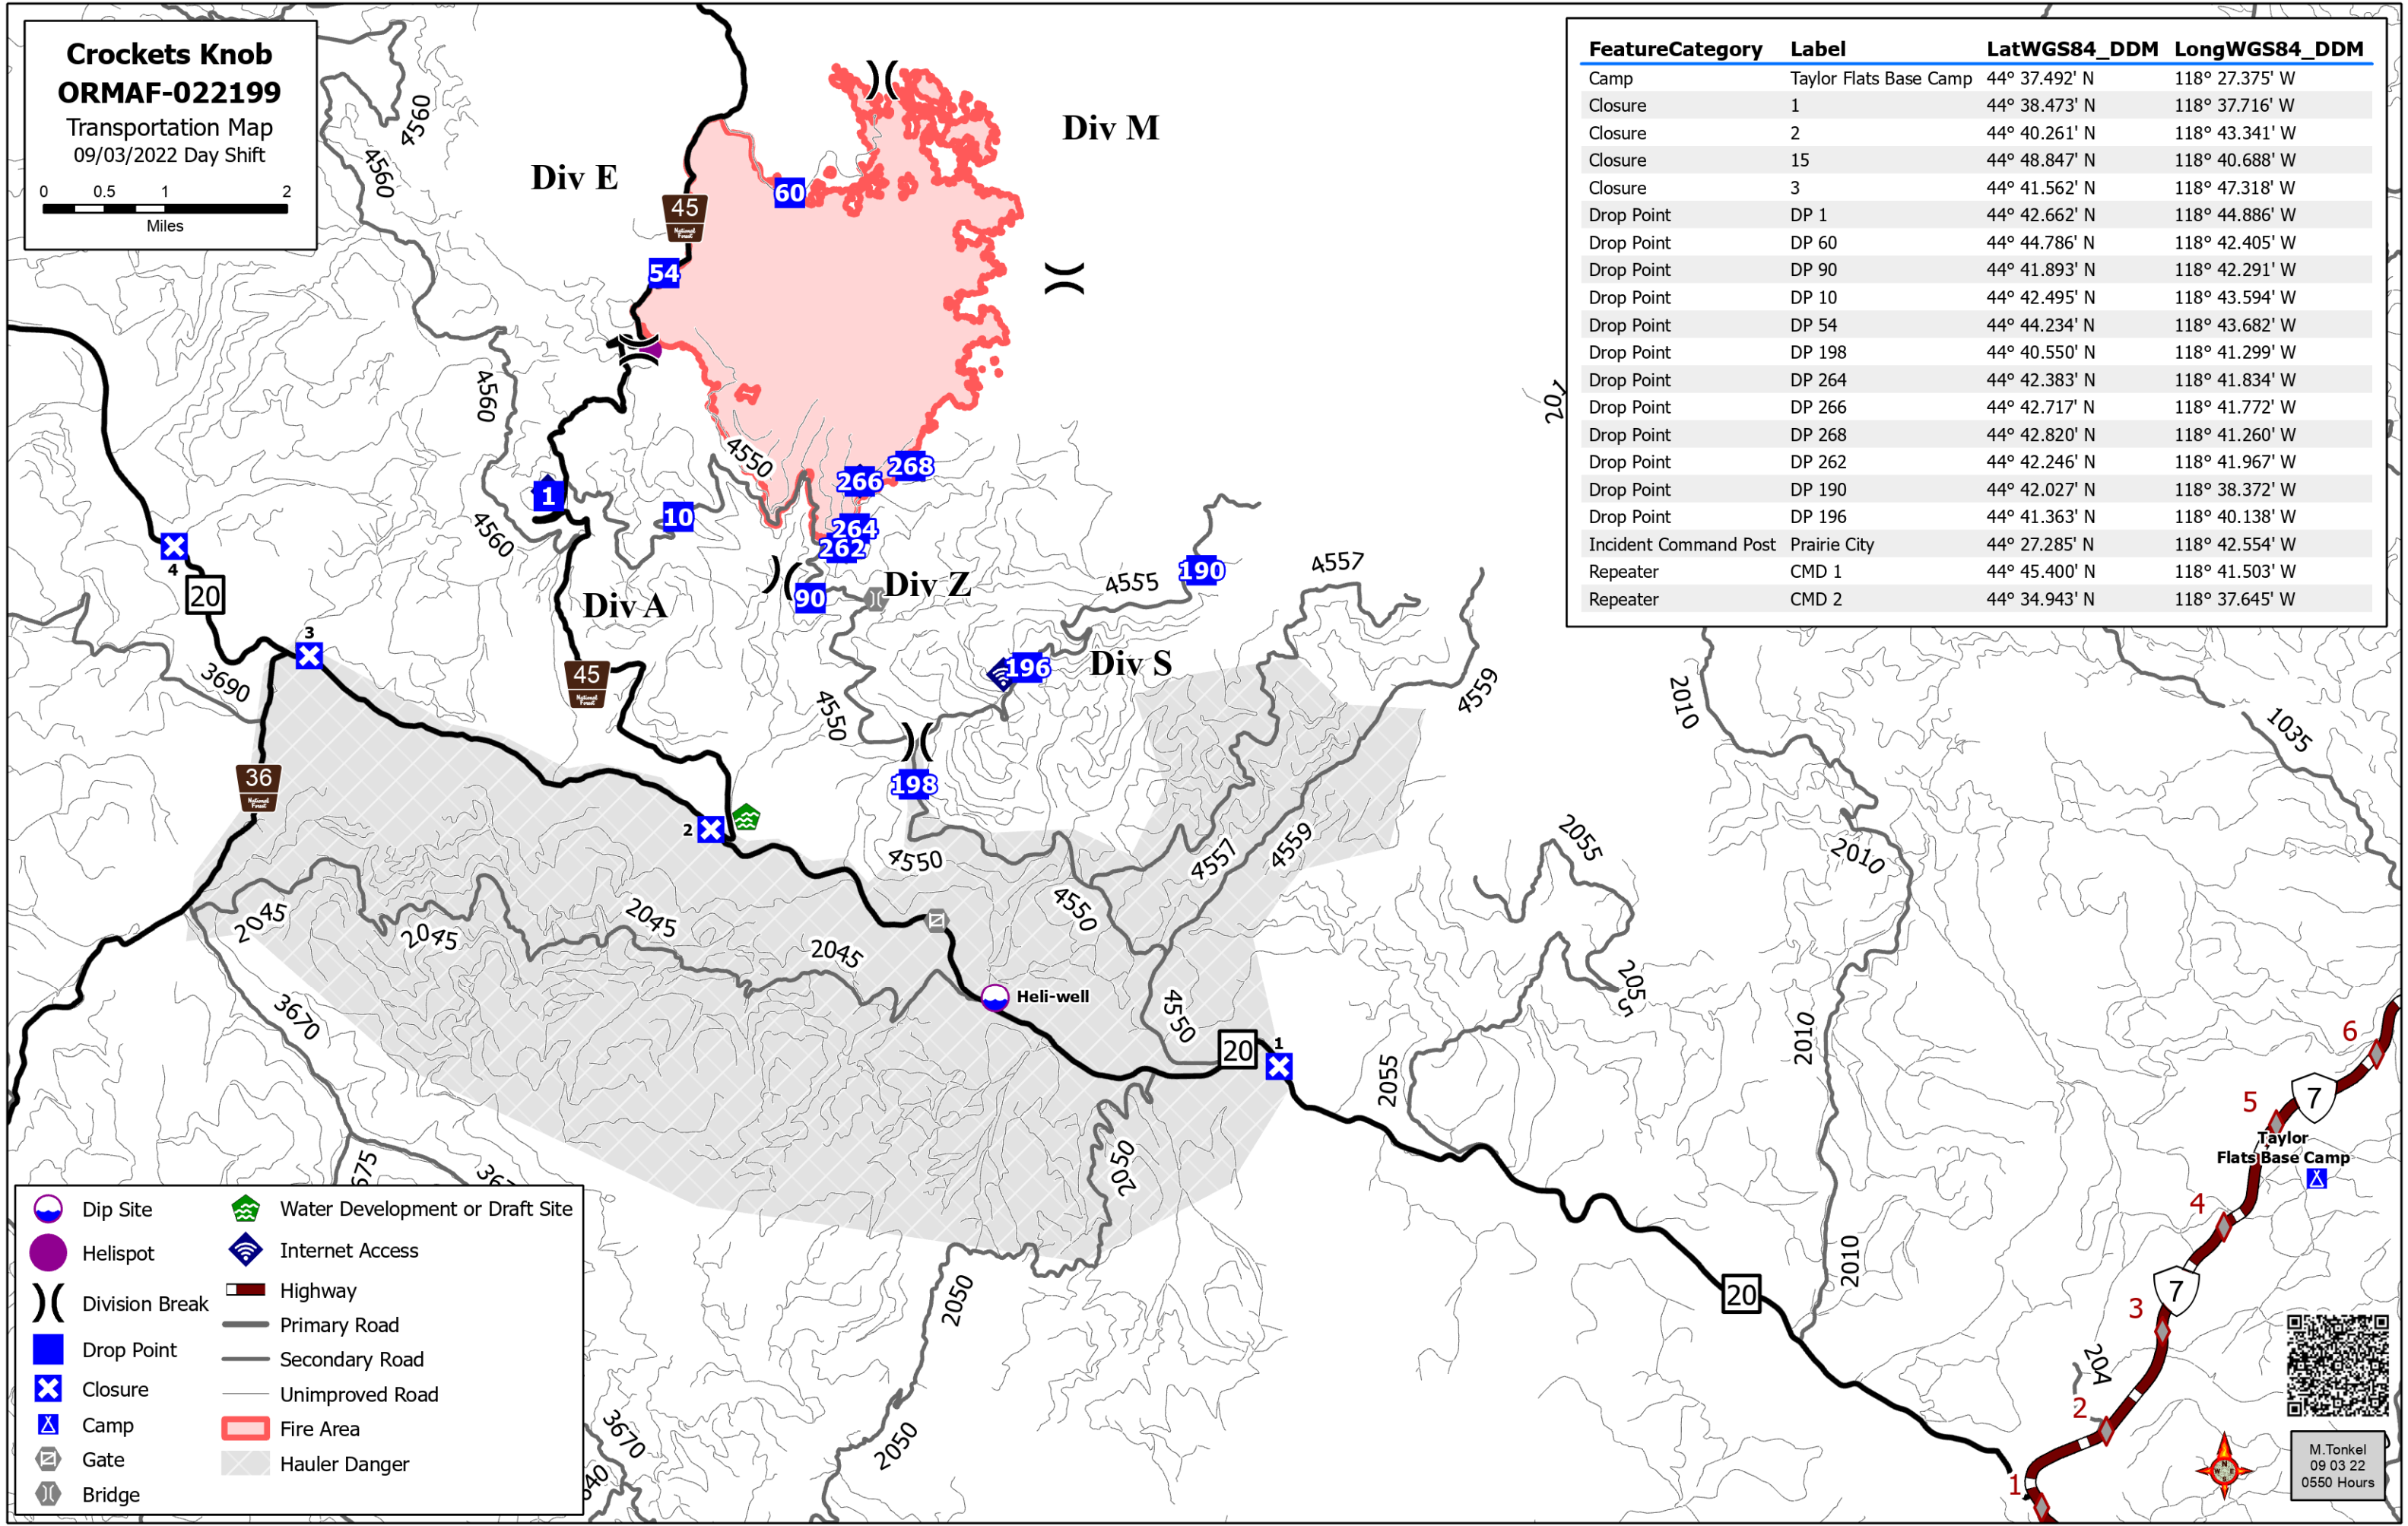 Crockets Knob
ORMAF-022199
Transportation Map
09/03/2022 Day Shift
0 0.5 1 2
Miles
FeatureCategory Label LatWGS84_DDM LongWGS84_DDM
Camp Taylor Flats Base Camp 44° 37.492' N 118° 27.375' W
Closure 1 44° 38.473' N 118° 37.716' W
Closure 2 44° 40.261' N 118° 43.341' W
Closure 15 44° 48.847' N 118° 40.688' W
Closure 3 44° 41.562' N 118° 47.318' W
Drop Point DP 1 44° 42.662' N 118° 44.886' W
Drop Point DP 60 44° 44.786' N 118° 42.405' W
Drop Point DP 90 44° 41.893' N 118° 42.291' W
Drop Point DP 10 44° 42.495' N 118° 43.594' W
Drop Point DP 54 44° 44.234' N 118° 43.682' W
Drop Point DP 198 44° 40.550' N 118° 41.299' W
Drop Point DP 264 44° 42.383' N 118° 41.834' W
Drop Point DP 266 44° 42.717' N 118° 41.772' W
Drop Point DP 268 44° 42.820' N 118° 41.260' W
Drop Point DP 262 44° 42.246' N 118° 41.967' W
Drop Point DP 190 44° 42.027' N 118° 38.372' W
Drop Point DP 196 44° 41.363' N 118° 40.138' W
Incident Command Post Prairie City 44° 27.285' N 118° 42.554' W
Repeater CMD 1 44° 45.400' N 118° 41.503' W
Repeater CMD 2 44° 34.943' N 118° 37.645' W
4560
4560
Div M
Div E
60
45
National Forest
54
4560
201
4550
268
266
1
10
4560
264
262
4
20
190
4557
4555
Div Z
90
Div A
3
Div S
196
45
National Forest
3690
4559
2010
4550
1035
36
National Forest
198
2
4550
4557
4559
2055
2010
2045
2045
2045
4550
2045
2055
Heli-well
3670
4550
20
1
2010
2055
6
7
5
Taylor
Flats Base Camp
2050
4
675
367
2010
2050
20
7
3
204
2
3670
640
2050
1
Dip Site
Helispot
Division Break
Drop Point
Closure
Camp
Gate
Bridge
Water Development or Draft Site
Internet Access
Highway
Primary Road
Secondary Road
Unimproved Road
Fire Area
Hauler Danger
N
W E
S
M.Tonkel
09 03 22
0550 Hours